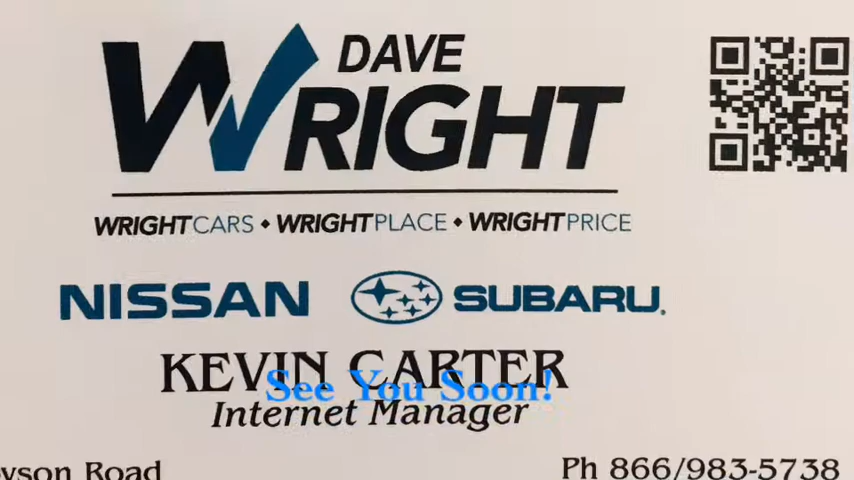 DAVE
WRIGHT
WRIGHTCARS • WRIGHTPLACE • WRIGHTPRICE
NISSAN SUBARU.
KEVIN CARTER
See You Soon!
Internet Manager
Road Ph 866/983-5738